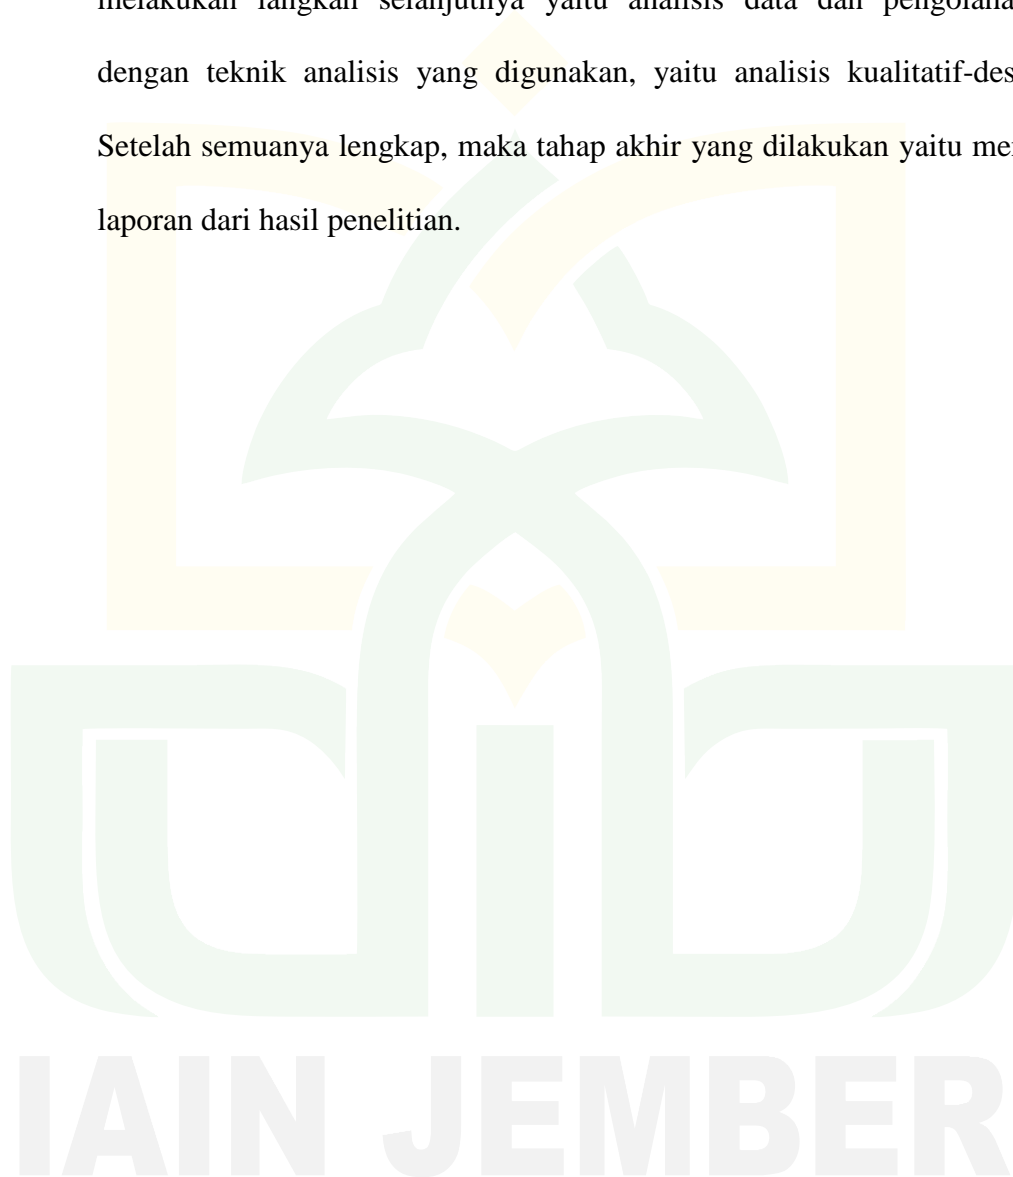 melakukan langkah selanjutnya yaitu analisis data dan pengolaha
dengan teknik analisis yang digunakan, yaitu analisis kualitatif-des
Setelah semuanya lengkap, maka tahap akhir yang dilakukan yaitu me
laporan dari hasil penelitian.
IAIN JEMBER